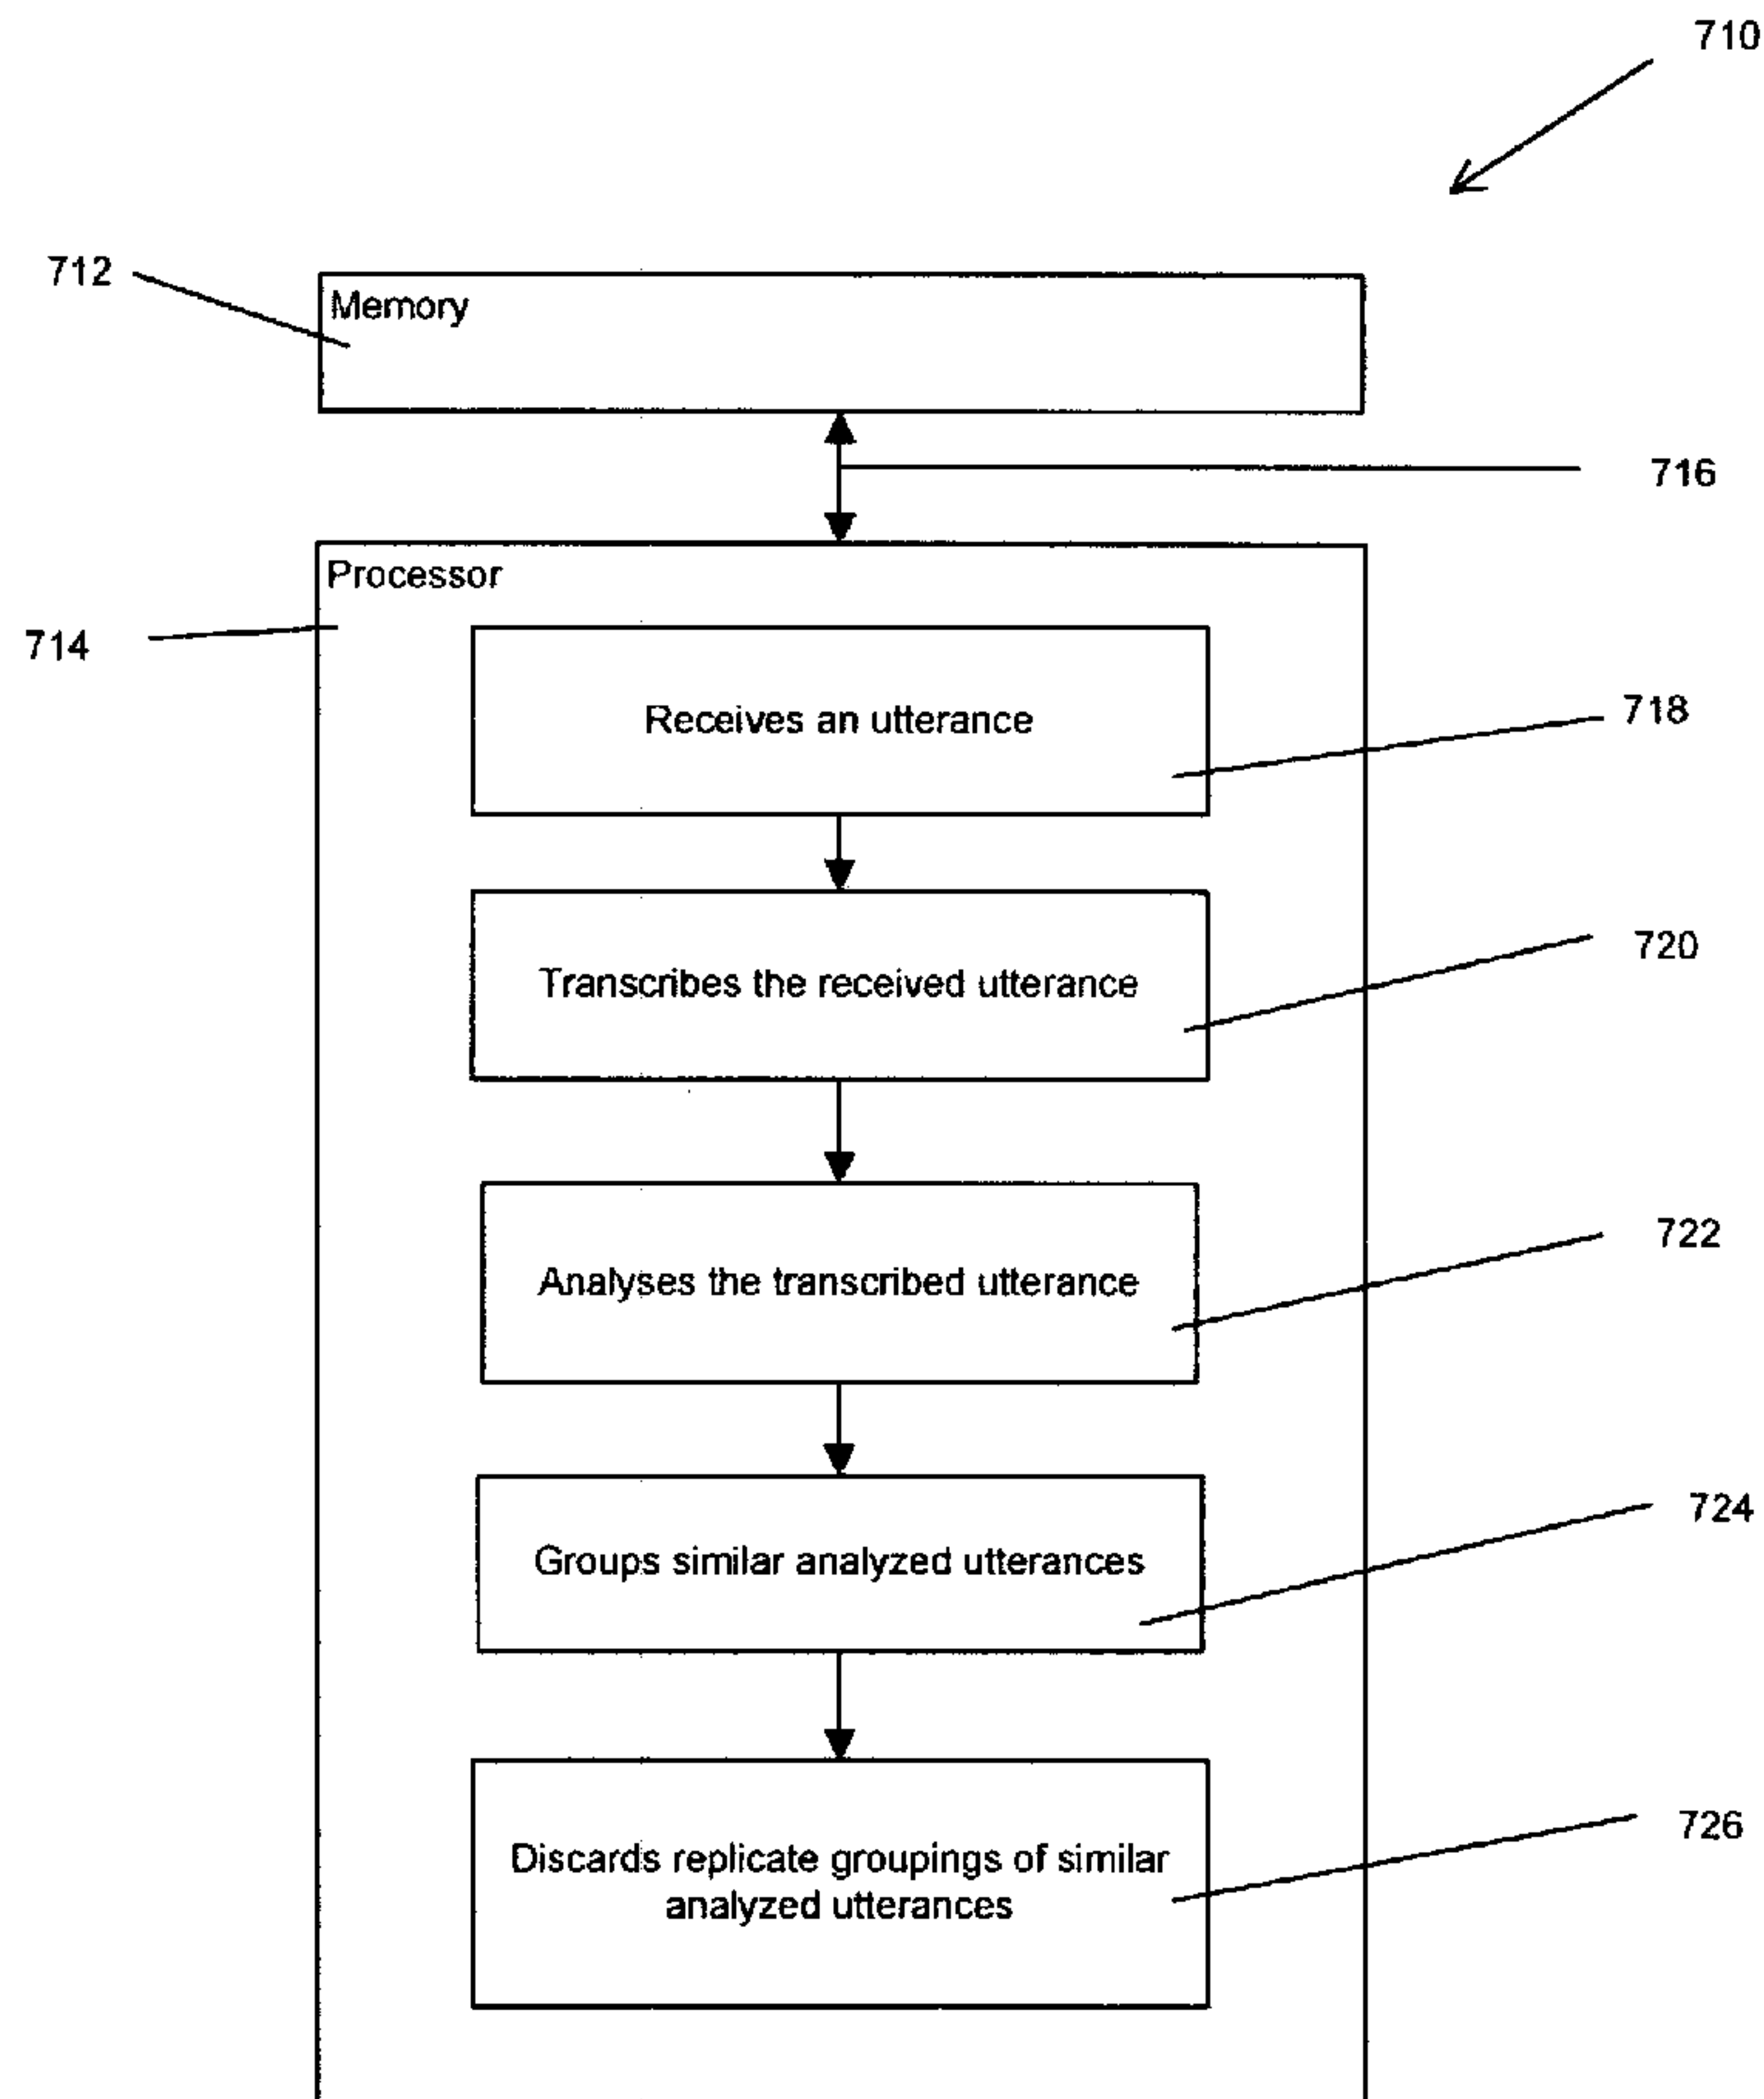 710
712
Memory
716
Processor
714
Receives an utterance
718
Transcribes the received utterance
720
Analyses the transcribed utterance
722
Groups similar analyzed utterances
724
Discards replicate groupings of similar
analyzed utterances
726